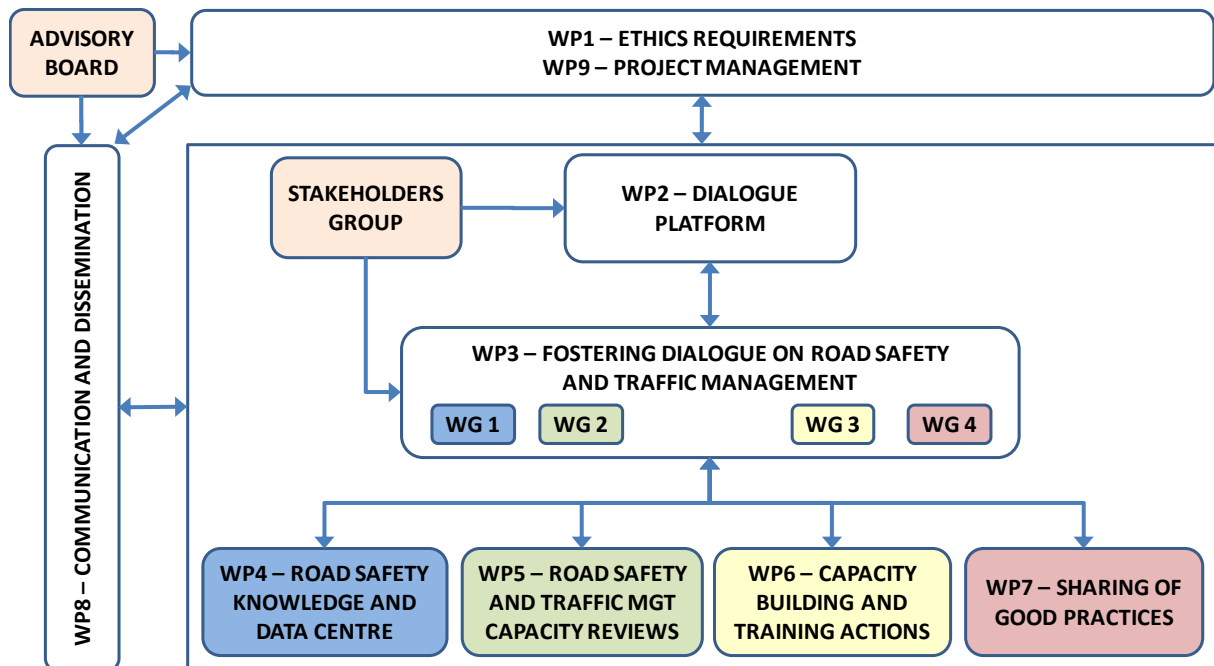 ADVISORY
BOARD
WP1 – ETHICS REQUIREMENTS
WP9 – PROJECT MANAGEMENT
WP8 – COMMUNICATION AND DISSEMINATION
STAKEHOLDERS
GROUP
WP2 – DIALOGUE
PLATFORM
WP3 – FOSTERING DIALOGUE ON ROAD SAFETY
AND TRAFFIC MANAGEMENT
WG 1
WG 2
WG 3
WG 4
WP4 – ROAD SAFETY
KNOWLEDGE AND
DATA CENTRE
WP5 – ROAD SAFETY
AND TRAFFIC MGT
CAPACITY REVIEWS
WP6 – CAPACITY
BUILDING AND
TRAINING ACTIONS
WP7 – SHARING OF
GOOD PRACTICES